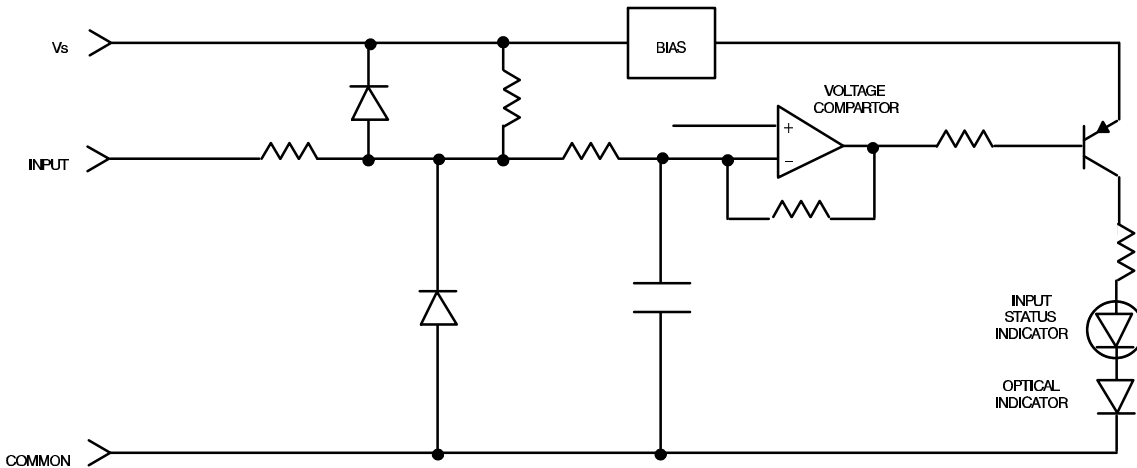 Vs
BIAS
VOLTAGE
COMPARTOR
+
INPUT
−
INPUT
STATUS
INDICATOR
OPTICAL
INDICATOR
COMMON